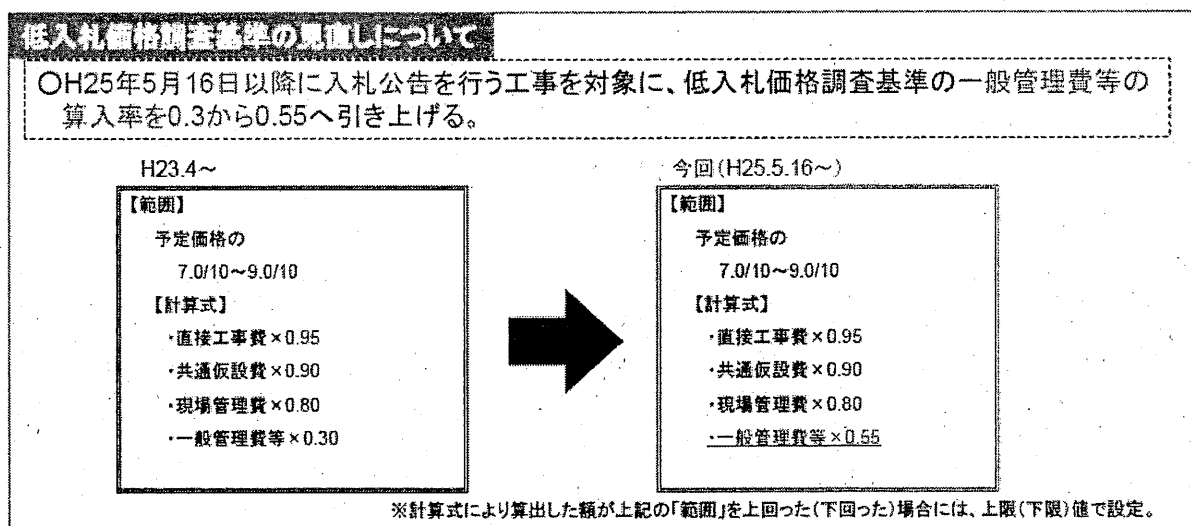 低入札価格調査基準の見直しについて
○H25年5月16日以降に入札公告を行う工事を対象に、低入札価格調査基準の一般管理費等の
算入率を0.3から0.55へ引き上げる。
H23.4～
【範囲】
予定価格の
7.0/10～9.0/10
【計算式】
・直接工事費×0.95
・共通仮設費×0.90
・現場管理費×0.80
・一般管理費等×0.30
今回(H25.5.16～)
【範囲】
予定価格の
7.0/10～9.0/10
【計算式】
・直接工事費×0.95
・共通仮設費×0.90
・現場管理費×0.80
・一般管理費等×0.55
※計算式により算出した額が上記の「範囲」を上回った(下回った)場合には、上限(下限)値で設定。